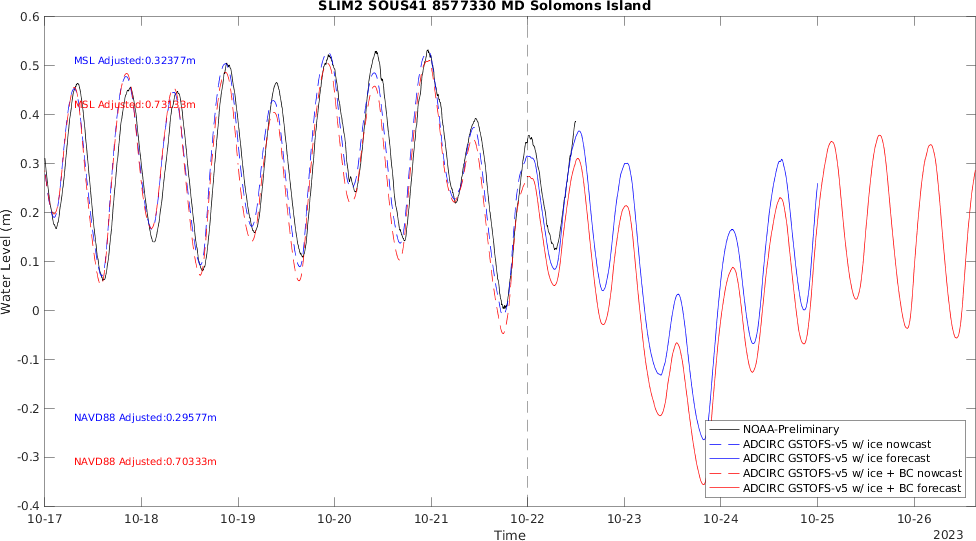 SLIM2 SOUS41 8577330 MD Solomons Island
Water Level (m)
0.6
0.5
0.4
0.3
0.2
0.1
0
-0.1
-0.2
-0.3
-0.4
MSL Adjusted:0.32377m
MSL Adjusted:0.73133m
NAVD88 Adjusted:0.29577m
NAVD88 Adjusted:0.70333m
NOAA-Preliminary
ADCIRC GSTOFS-v5 w/ ice nowcast
ADCIRC GSTOFS-v5 w/ ice forecast
ADCIRC GSTOFS-v5 w/ ice + BC nowcast
ADCIRC GSTOFS-v5 w/ ice + BC forecast
10-17 10-18 10-19 10-20 10-21 10-22 10-23 10-24 10-25 10-26
Time
2023